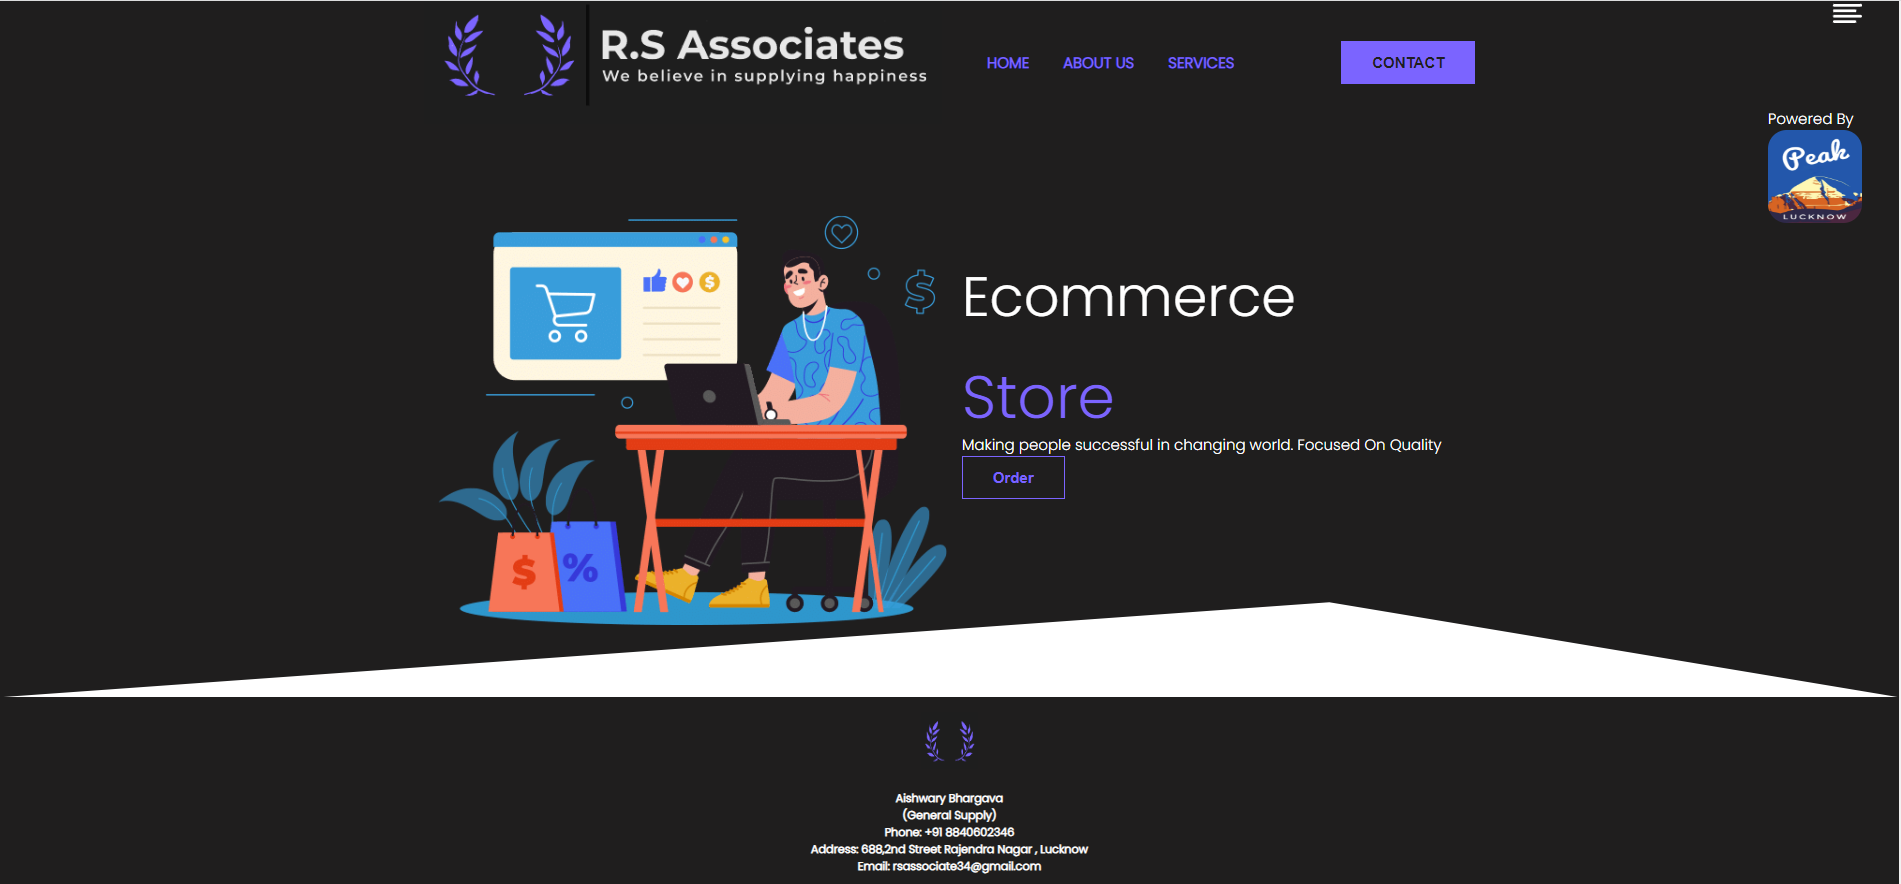 R.S Associates
We believe in supplying happiness
HOME
ABOUT US
SERVICES
CONTACT
Powered By
Peak
LUCKNOW
$
Ecommerce
Store
Making people successful in changing world. Focused On Quality
Order
$
$ %
Aishwary Bhargava
(General Supply)
Phone: +91 8840602346
Address: 688,2nd Street Rajendra Nagar , Lucknow
Email: rsassociate34@gmail.com